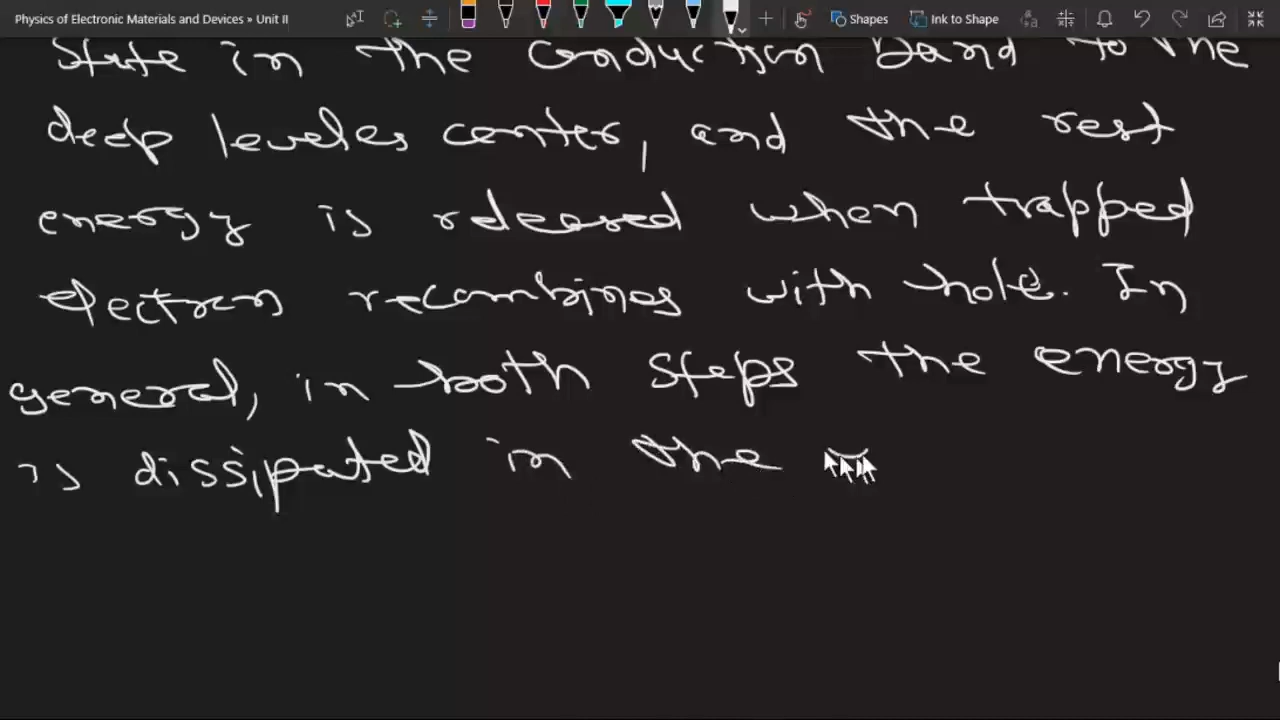 Physics of Electronic Materials and Devices » Unit II
Shapes
Ink to Shape
state in the conduction band to the
deep leveles center, and the rest
energy is released when trapped
electron recombines with hole. In
general, in both steps the energy
is dissipated in the